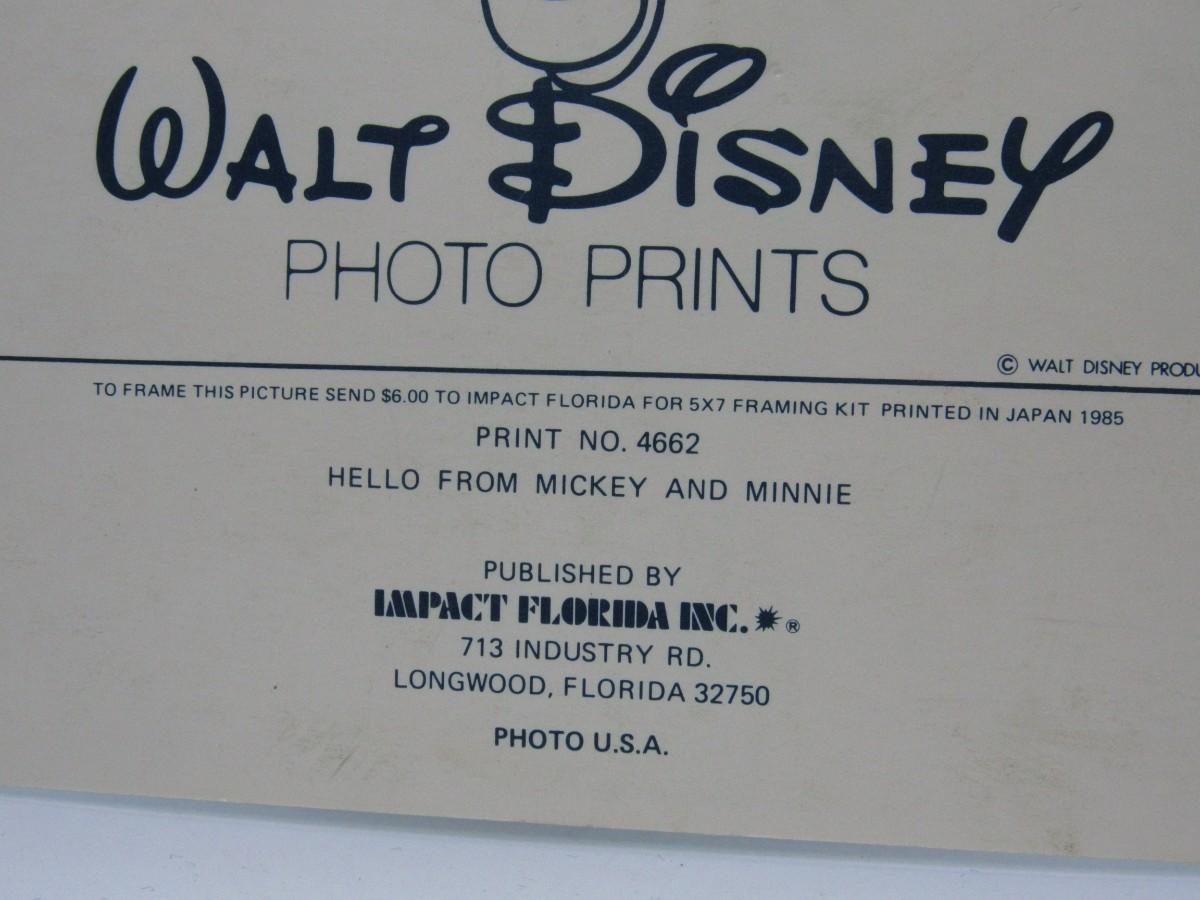 WALT DISNEY
PHOTO PRINTS
© WALT DISNEY
TO FRAME THIS PICTURE SEND $6.00 TO IMPACT FLORIDA FOR 5X7 FRAMING KIT PRINTED IN JAPAN 1985
PRINT NO. 4662
HELLO FROM MICKEY AND MINNIE
PUBLISHED BY
IMPACT FLORIDA INC.®
713 INDUSTRY RD.
LONGWOOD, FLORIDA 32750
PHOTO U.S.A.